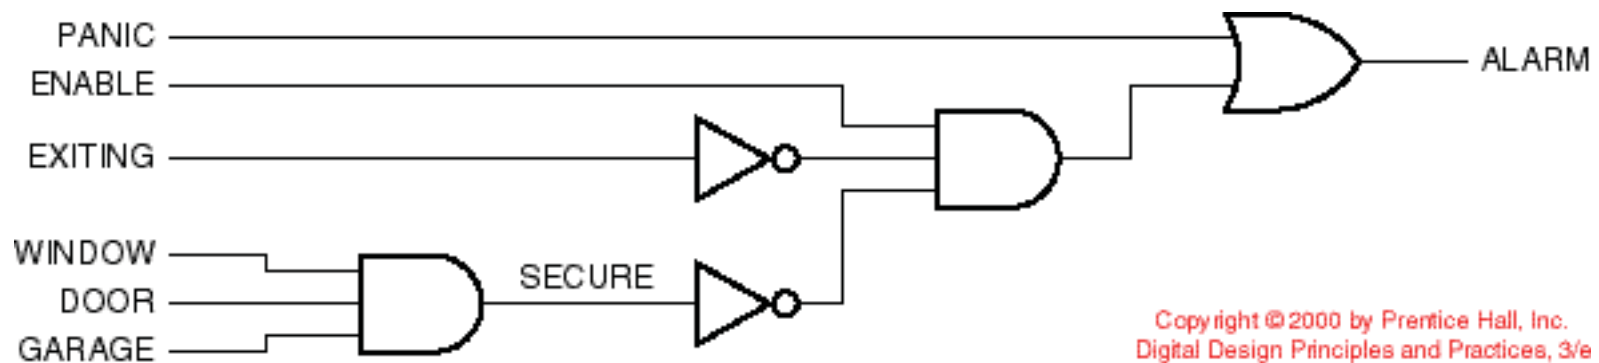 PANIC
ENABLE
ALARM
EXITING
WINDOW
SECURE
DOOR
GARAGE
Copyright © 2000 by Prentice Hall, Inc.
Digital Design Principles and Practices, 3/e